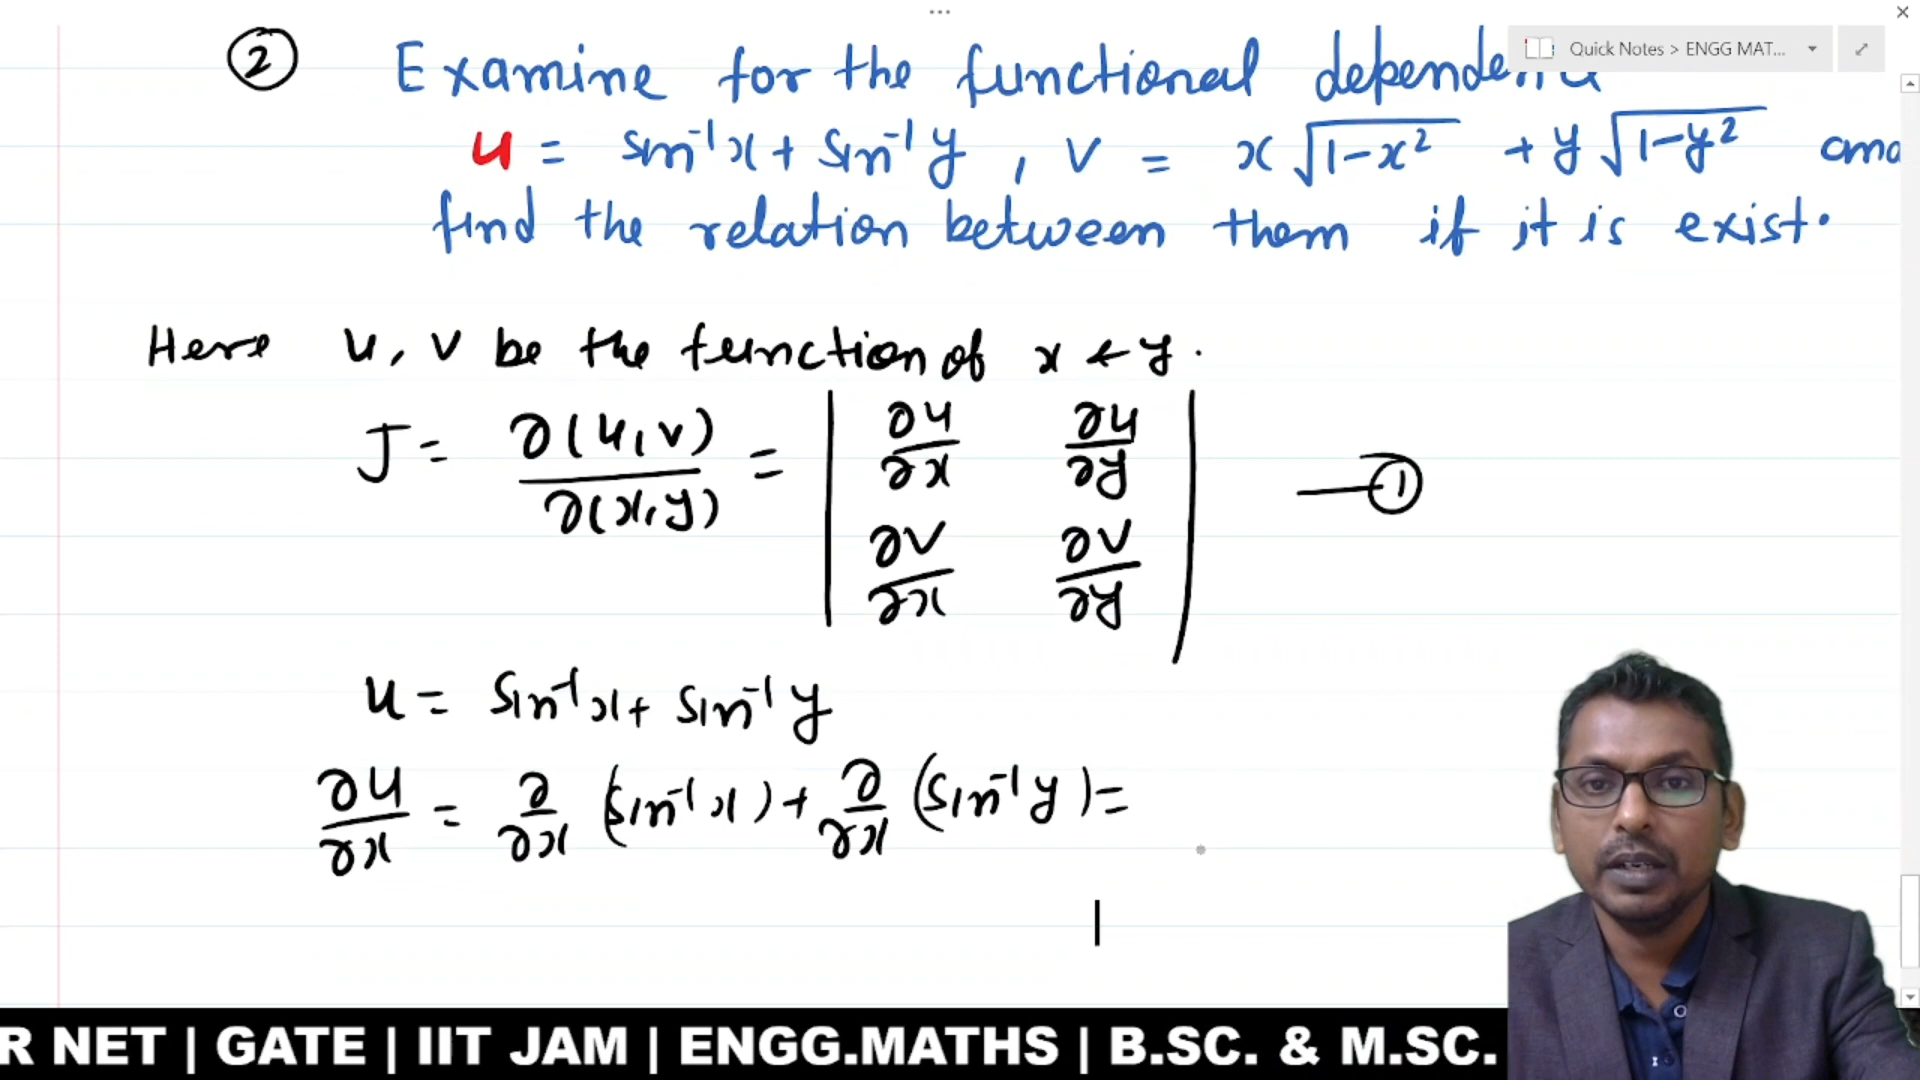 Quick Notes > ENGG MAT...
② Examine for the functional
u = sin⁻¹x + sin⁻¹y , v = x √1-x² + y √1-y² and
find the relation between them if it is exist.
Here u, v be the function of x & y.
J = ∂(u,v)/∂(x,y) = | ∂u/∂x ∂u/∂y | —①
| ∂v/∂x ∂v/∂y |
u = sin⁻¹x + sin⁻¹y
∂u/∂x = ∂/∂x (sin⁻¹x) + ∂/∂x (sin⁻¹y) =
R NET | GATE | IIT JAM | ENGG.MATHS | B.SC. & M.SC.